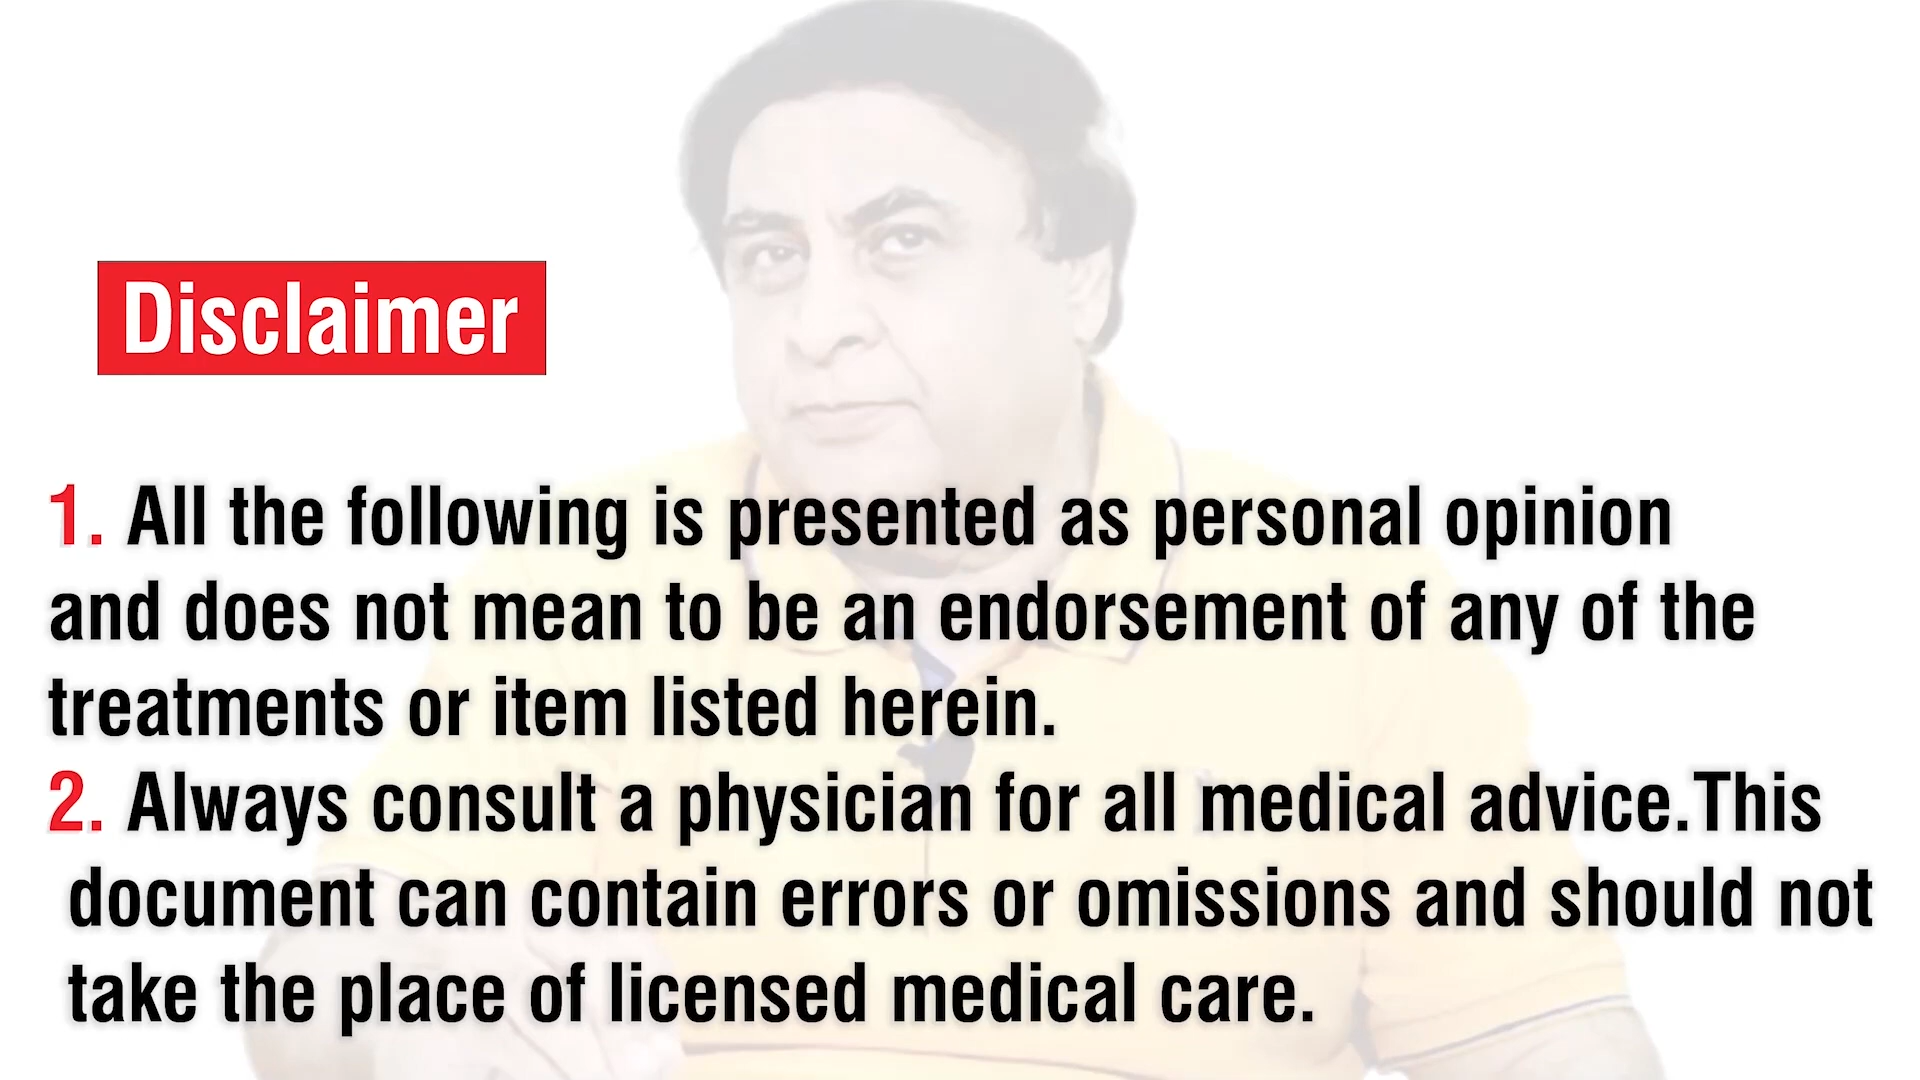 Disclaimer
1. All the following is presented as personal opinion
and does not mean to be an endorsement of any of the
treatments or item listed herein.
2. Always consult a physician for all medical advice.This
document can contain errors or omissions and should not
take the place of licensed medical care.